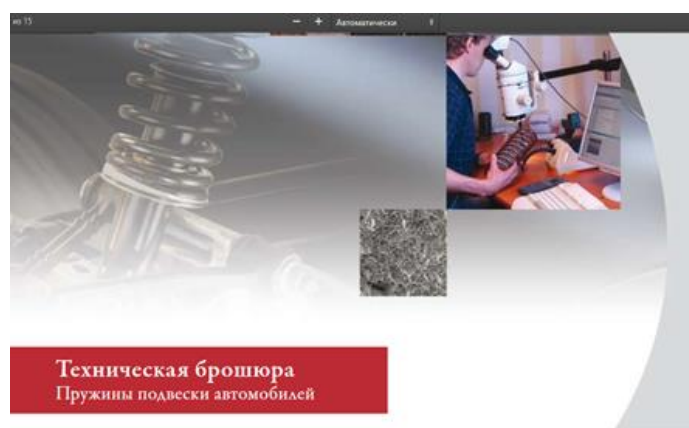 из 15
− + Автоматически
Техническая брошюра
Пружины подвески автомобилей